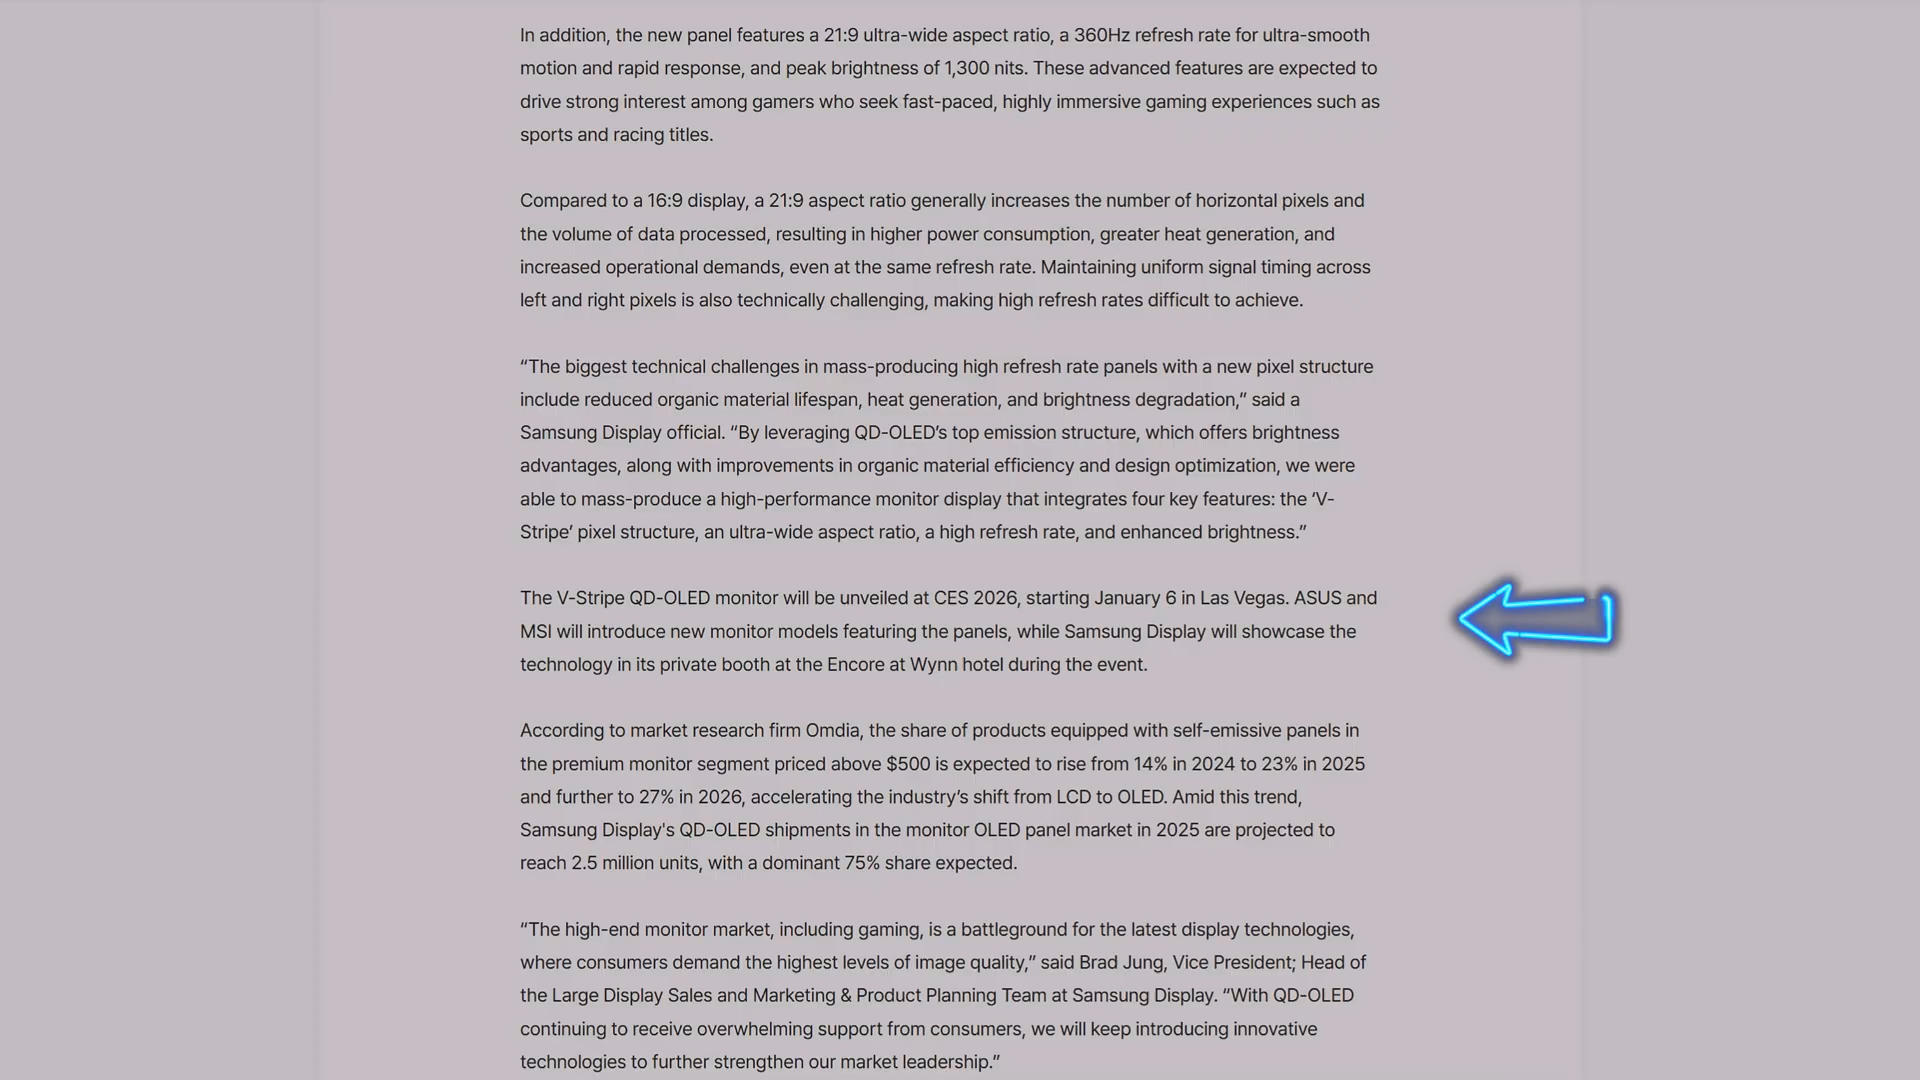 In addition, the new panel features a 21:9 ultra-wide aspect ratio, a 360Hz refresh rate for ultra-smooth
motion and rapid response, and peak brightness of 1,300 nits. These advanced features are expected to
drive strong interest among gamers who seek fast-paced, highly immersive gaming experiences such as
sports and racing titles.
Compared to a 16:9 display, a 21:9 aspect ratio generally increases the number of horizontal pixels and
the volume of data processed, resulting in higher power consumption, greater heat generation, and
increased operational demands, even at the same refresh rate. Maintaining uniform signal timing across
left and right pixels is also technically challenging, making high refresh rates difficult to achieve.
“The biggest technical challenges in mass-producing high refresh rate panels with a new pixel structure
include reduced organic material lifespan, heat generation, and brightness degradation,” said a
Samsung Display official. “By leveraging QD-OLED’s top emission structure, which offers brightness
advantages, along with improvements in organic material efficiency and design optimization, we were
able to mass-produce a high-performance monitor display that integrates four key features: the ‘V-
Stripe’ pixel structure, an ultra-wide aspect ratio, a high refresh rate, and enhanced brightness.”
The V-Stripe QD-OLED monitor will be unveiled at CES 2026, starting January 6 in Las Vegas. ASUS and
MSI will introduce new monitor models featuring the panels, while Samsung Display will showcase the
technology in its private booth at the Encore at Wynn hotel during the event.
According to market research firm Omdia, the share of products equipped with self-emissive panels in
the premium monitor segment priced above $500 is expected to rise from 14% in 2024 to 23% in 2025
and further to 27% in 2026, accelerating the industry’s shift from LCD to OLED. Amid this trend,
Samsung Display's QD-OLED shipments in the monitor OLED panel market in 2025 are projected to
reach 2.5 million units, with a dominant 75% share expected.
“The high-end monitor market, including gaming, is a battleground for the latest display technologies,
where consumers demand the highest levels of image quality,” said Brad Jung, Vice President; Head of
the Large Display Sales and Marketing & Product Planning Team at Samsung Display. “With QD-OLED
continuing to receive overwhelming support from consumers, we will keep introducing innovative
technologies to further strengthen our market leadership.”